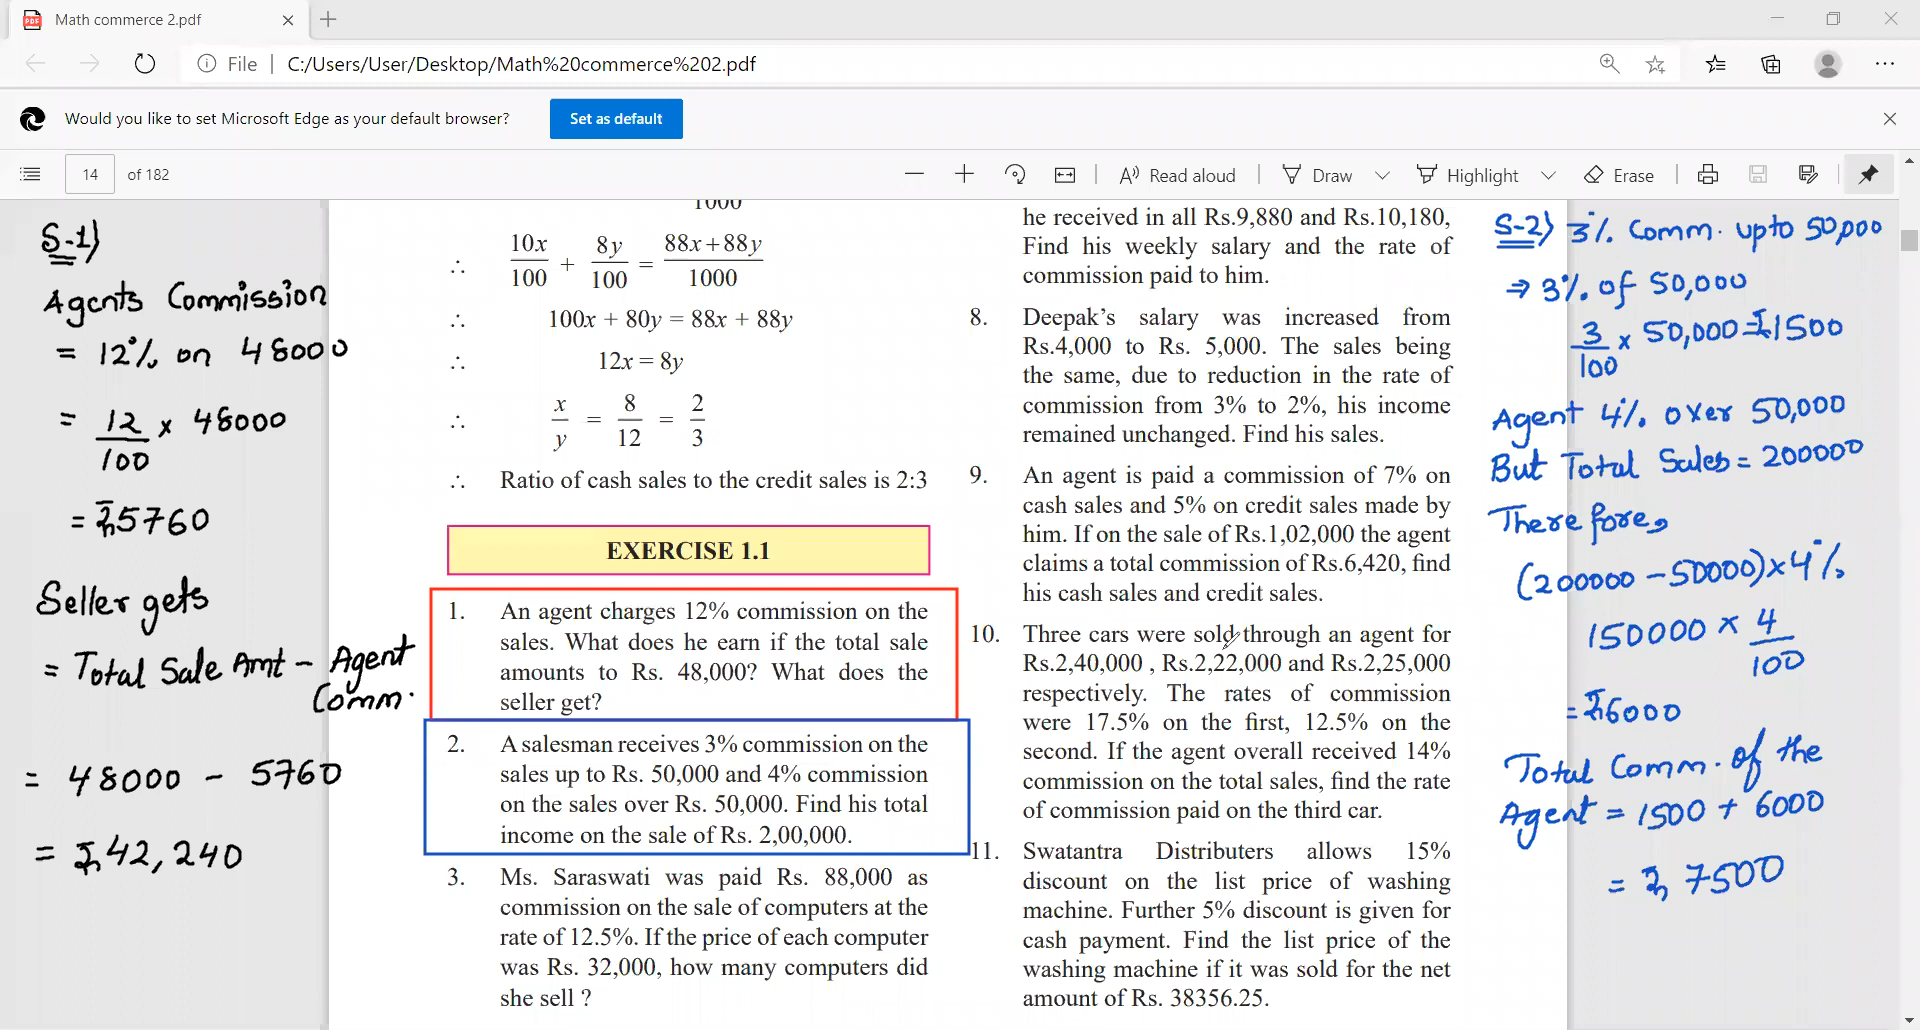 Math commerce 2.pdf
File | C:/Users/User/Desktop/Math%20commerce%202.pdf
Would you like to set Microsoft Edge as your default browser?
Set as default
14 of 182
Read aloud
Draw
Highlight
Erase
S-1)
Agents Commission
= 12% on 48000
= 12/100 x 48000
= ₹5760
Seller gets
= Total Sale Amt - Agent
Comm.
= 48000 - 5760
= ₹42,240
1000
∴ 10x/100 + 8y/100 = 88x+88y/1000
∴ 100x + 80y = 88x + 88y
∴ 12x = 8y
∴ x/y = 8/12 = 2/3
∴ Ratio of cash sales to the credit sales is 2:3
EXERCISE 1.1
1. An agent charges 12% commission on the
sales. What does he earn if the total sale
amounts to Rs. 48,000? What does the
seller get?
2. A salesman receives 3% commission on the
sales up to Rs. 50,000 and 4% commission
on the sales over Rs. 50,000. Find his total
income on the sale of Rs. 2,00,000.
3. Ms. Saraswati was paid Rs. 88,000 as
commission on the sale of computers at the
rate of 12.5%. If the price of each computer
was Rs. 32,000, how many computers did
she sell ?
he received in all Rs.9,880 and Rs.10,180,
Find his weekly salary and the rate of
commission paid to him.
8. Deepak's salary was increased from
Rs.4,000 to Rs. 5,000. The sales being
the same, due to reduction in the rate of
commission from 3% to 2%, his income
remained unchanged. Find his sales.
9. An agent is paid a commission of 7% on
cash sales and 5% on credit sales made by
him. If on the sale of Rs.1,02,000 the agent
claims a total commission of Rs.6,420, find
his cash sales and credit sales.
10. Three cars were sold through an agent for
Rs.2,40,000 , Rs.2,22,000 and Rs.2,25,000
respectively. The rates of commission
were 17.5% on the first, 12.5% on the
second. If the agent overall received 14%
commission on the total sales, find the rate
of commission paid on the third car.
11. Swatantra Distributers allows 15%
discount on the list price of washing
machine. Further 5% discount is given for
cash payment. Find the list price of the
washing machine if it was sold for the net
amount of Rs. 38356.25.
S-2) 3% Comm. upto 50,000
⇒ 3% of 50,000
3/100 x 50,000 = ₹1500
Agent 4% over 50,000
But Total Sales = 200000
Therefore,
(200000 - 50000) x 4%
150000 x 4/100
= ₹6000
Total Comm. of the
Agent = 1500 + 6000
= ₹ 7500